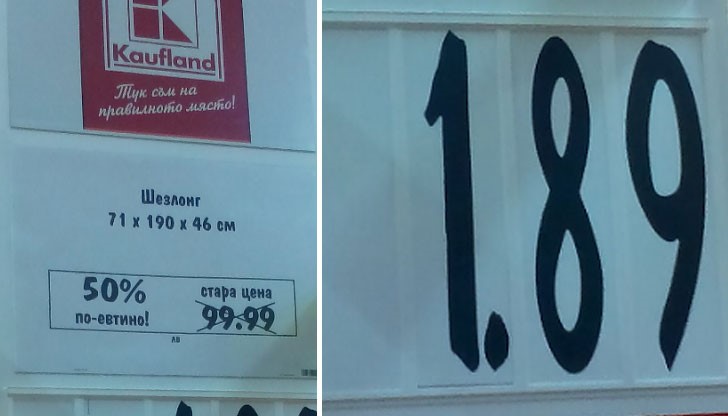 Kaufland
Тук съм на
правилното място!
Шезлонг
71 x 190 x 46 см
50%
по-евтино!
стара цена
99.99
лв
1.89